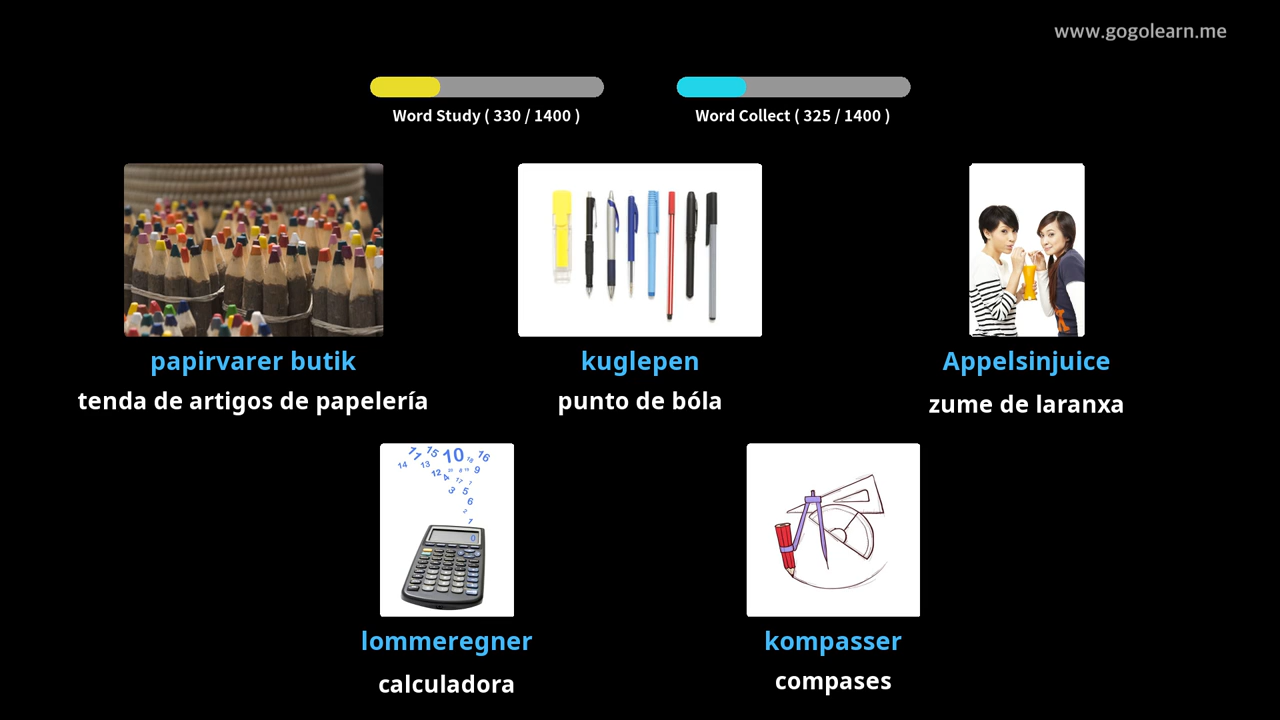 www.gogolearn.me
Word Study ( 330 / 1400 )
Word Collect ( 325 / 1400 )
papirvarer butik
kuglepen
Appelsinjuice
tenda de artigos de papelería
punto de bóla
zume de laranxa
lommeregner
kompasser
calculadora
compases